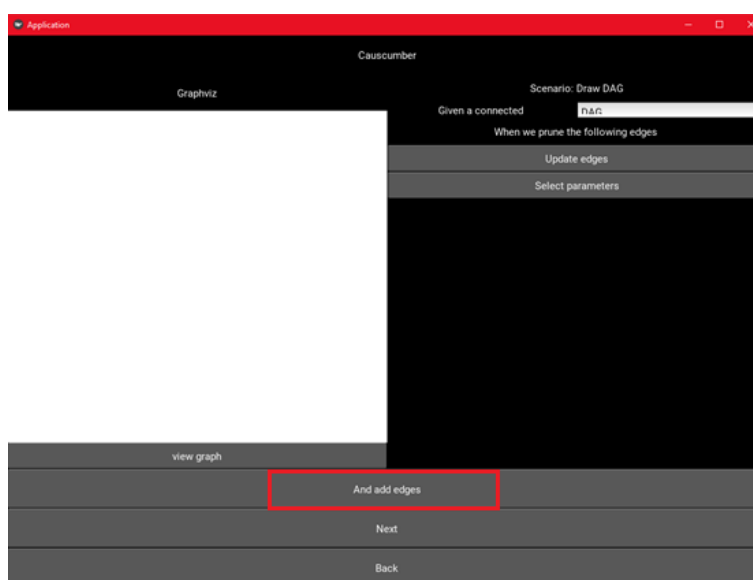 Application
Causcumber
Graphviz
Scenario: Draw DAG
Given a connected DAG
When we prune the following edges
Update edges
Select parameters
view graph
And add edges
Next
Back